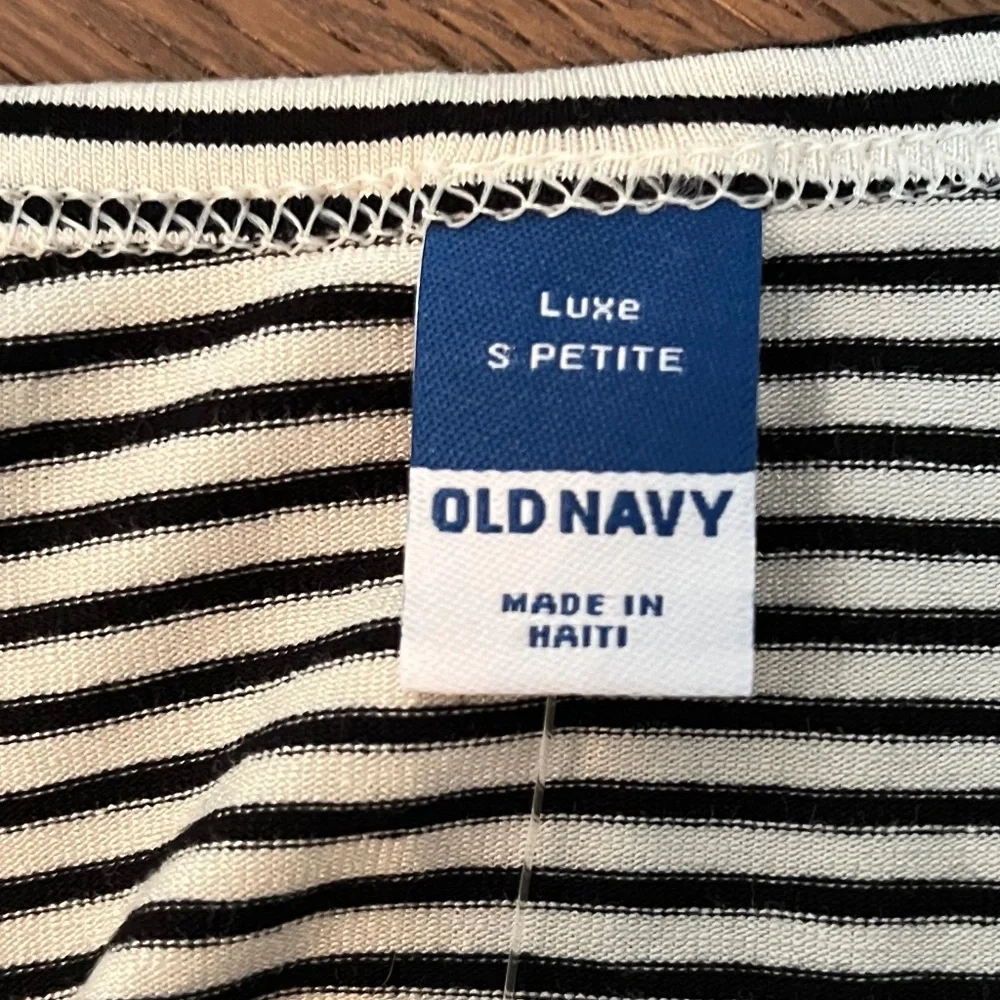 Luxe
S PETITE
OLD NAVY
MADE IN
HAITI